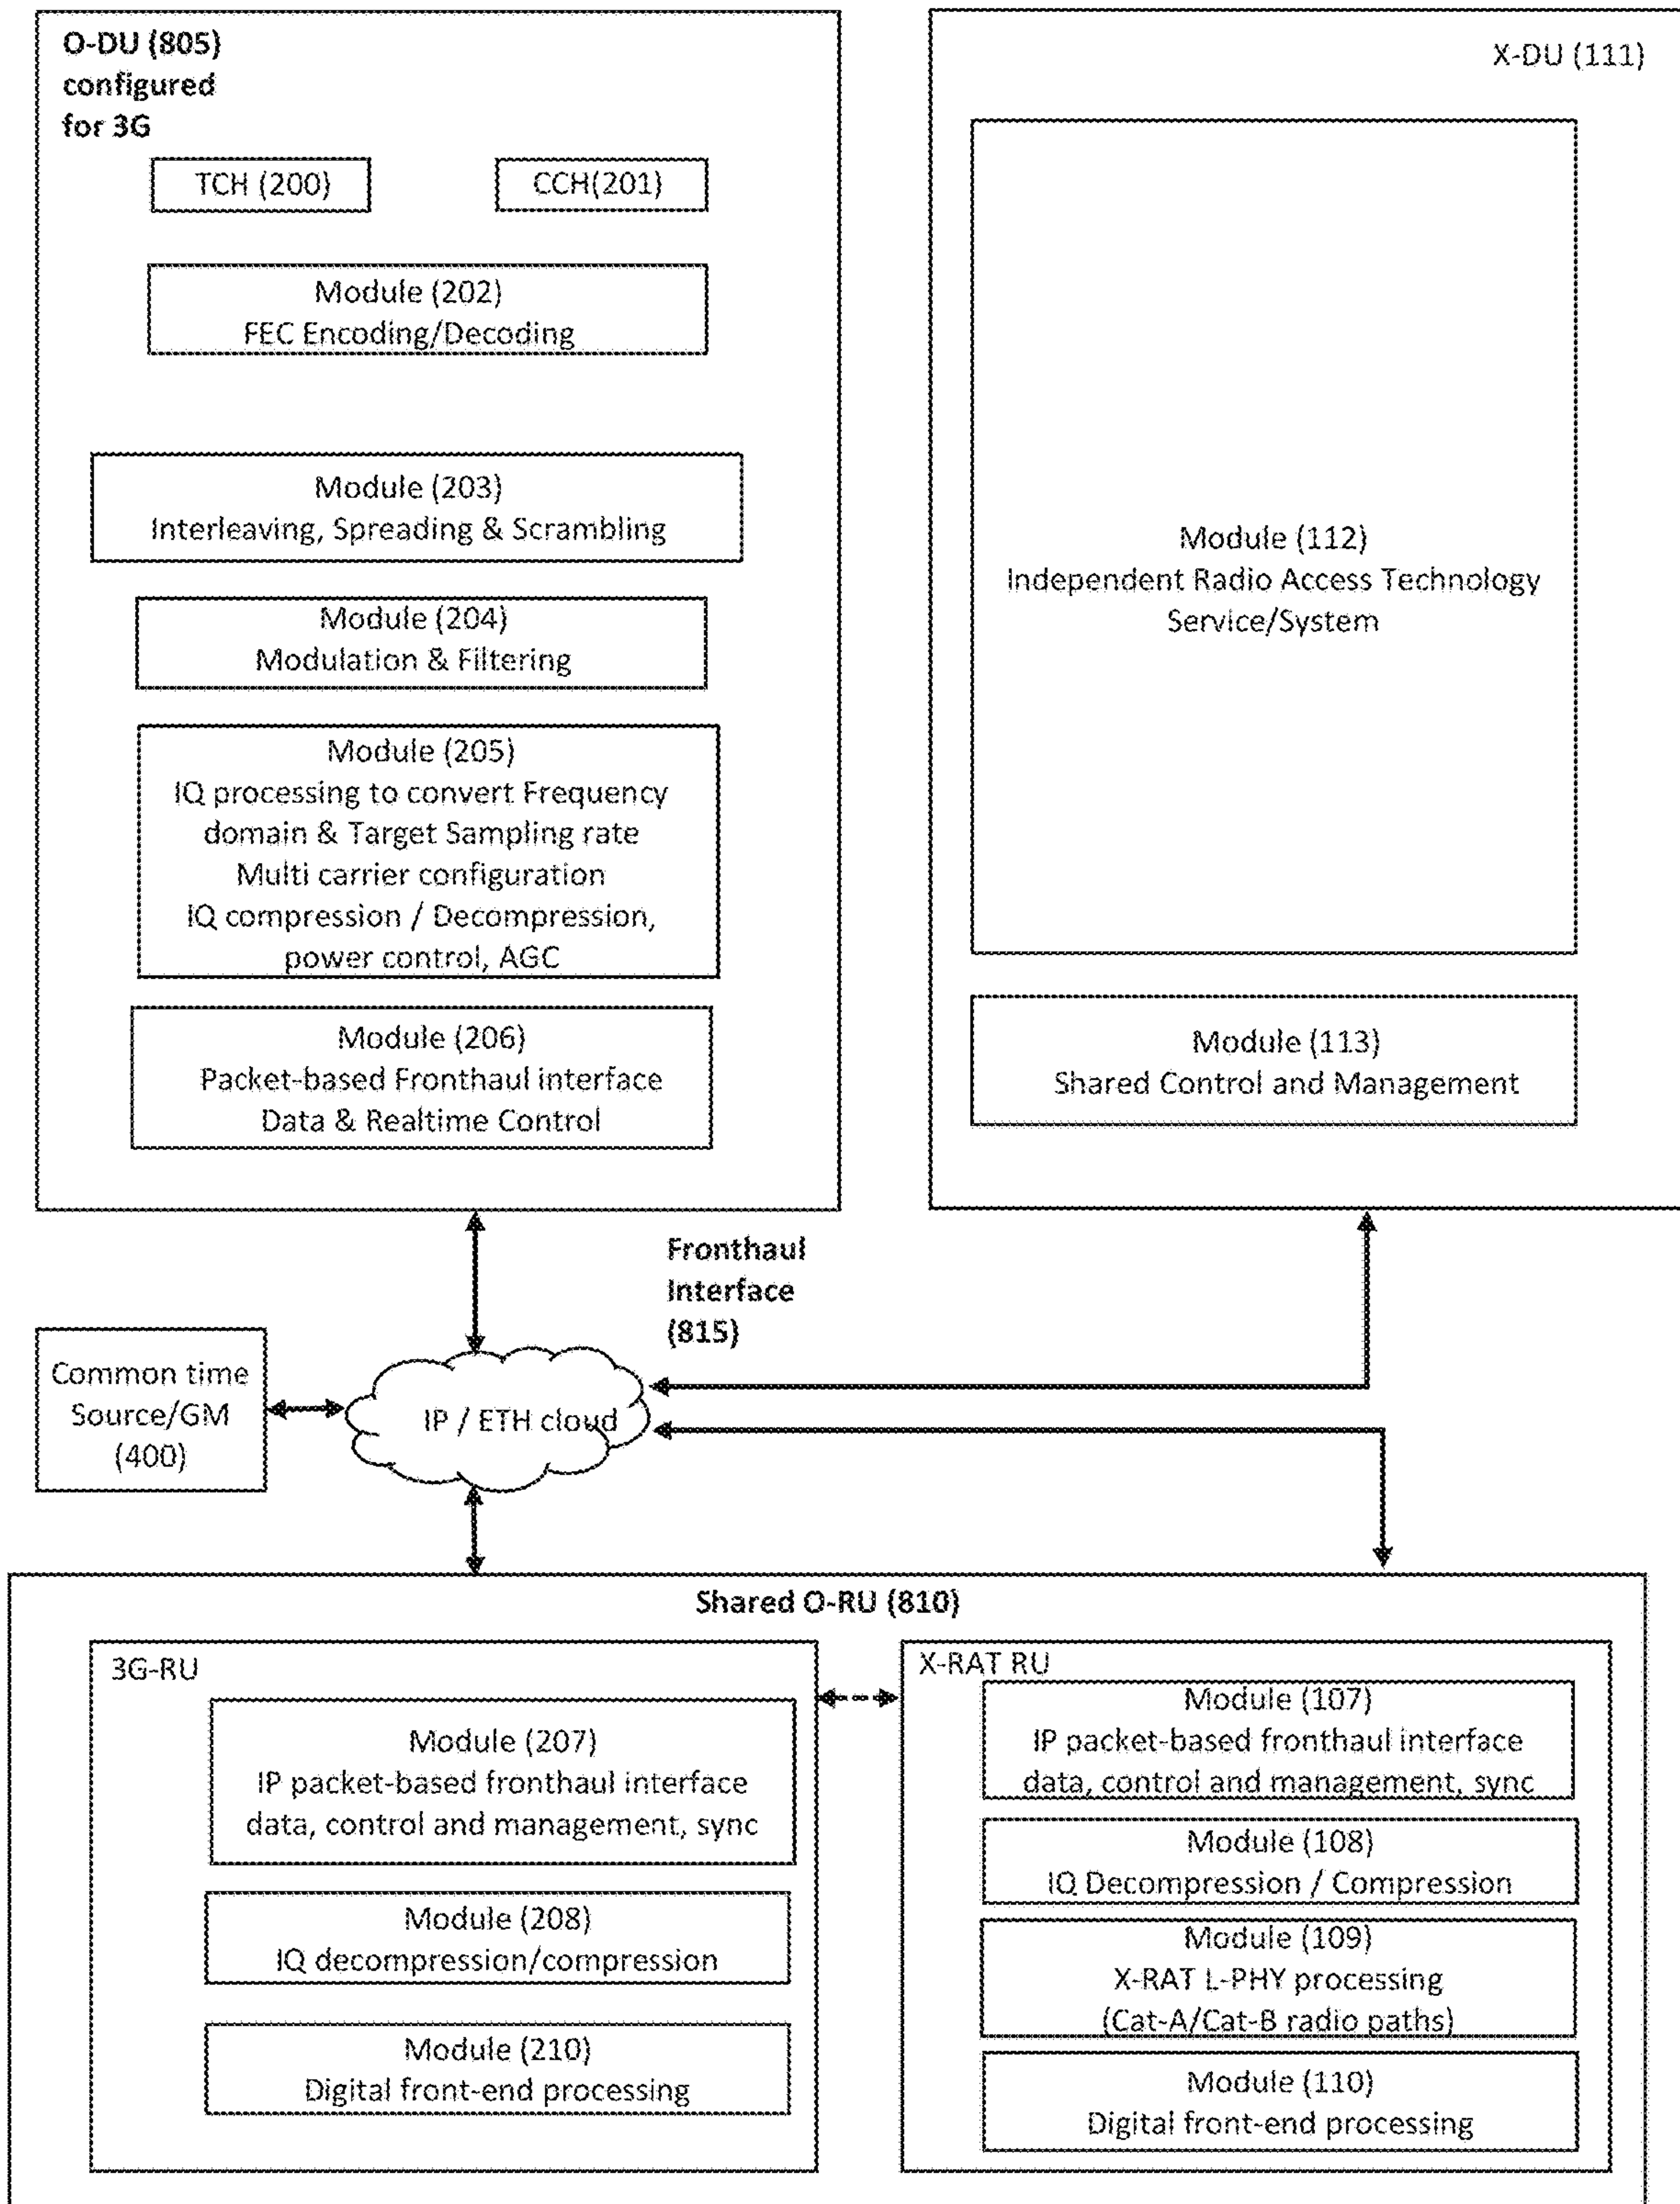 O-DU (805)
configured
for 3G
TCH (200)
CCH(201)
Module (202)
FEC Encoding/Decoding
Module (203)
Interleaving, Spreading & Scrambling
Module (204)
Modulation & Filtering
Module (205)
IQ processing to convert Frequency
domain & Target Sampling rate
Multi carrier configuration
IQ compression / Decompression,
power control, AGC
Module (206)
Packet-based Fronthaul interface
Data & Realtime Control
X-DU (111)
Module (112)
Independent Radio Access Technology
Service/System
Module (113)
Shared Control and Management
Fronthaul
Interface
(815)
Common time
Source/GM
(400)
IP / ETH cloud
Shared O-RU (810)
3G-RU
Module (207)
IP packet-based fronthaul interface
data, control and management, sync
Module (208)
IQ decompression/compression
Module (210)
Digital front-end processing
X-RAT RU
Module (107)
IP packet-based fronthaul interface
data, control and management, sync
Module (108)
IQ Decompression / Compression
Module (109)
X-RAT L-PHY processing
(Cat-A/Cat-B radio paths)
Module (110)
Digital front-end processing